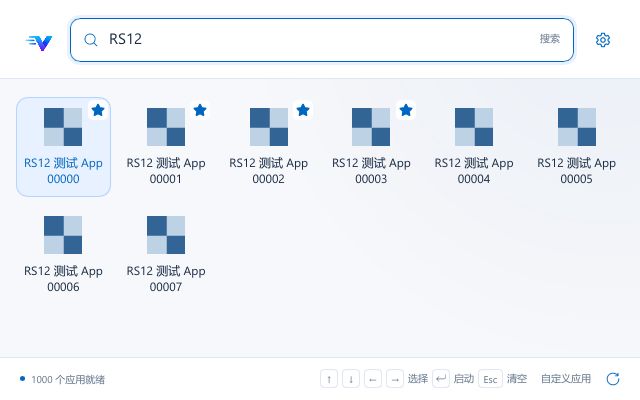 RS12 搜索
RS12 测试 App
00000
RS12 测试 App
00001
RS12 测试 App
00002
RS12 测试 App
00003
RS12 测试 App
00004
RS12 测试 App
00005
RS12 测试 App
00006
RS12 测试 App
00007
1000 个应用就绪 ↑ ↓ ← → 选择 ↵ 启动 Esc 清空 自定义应用